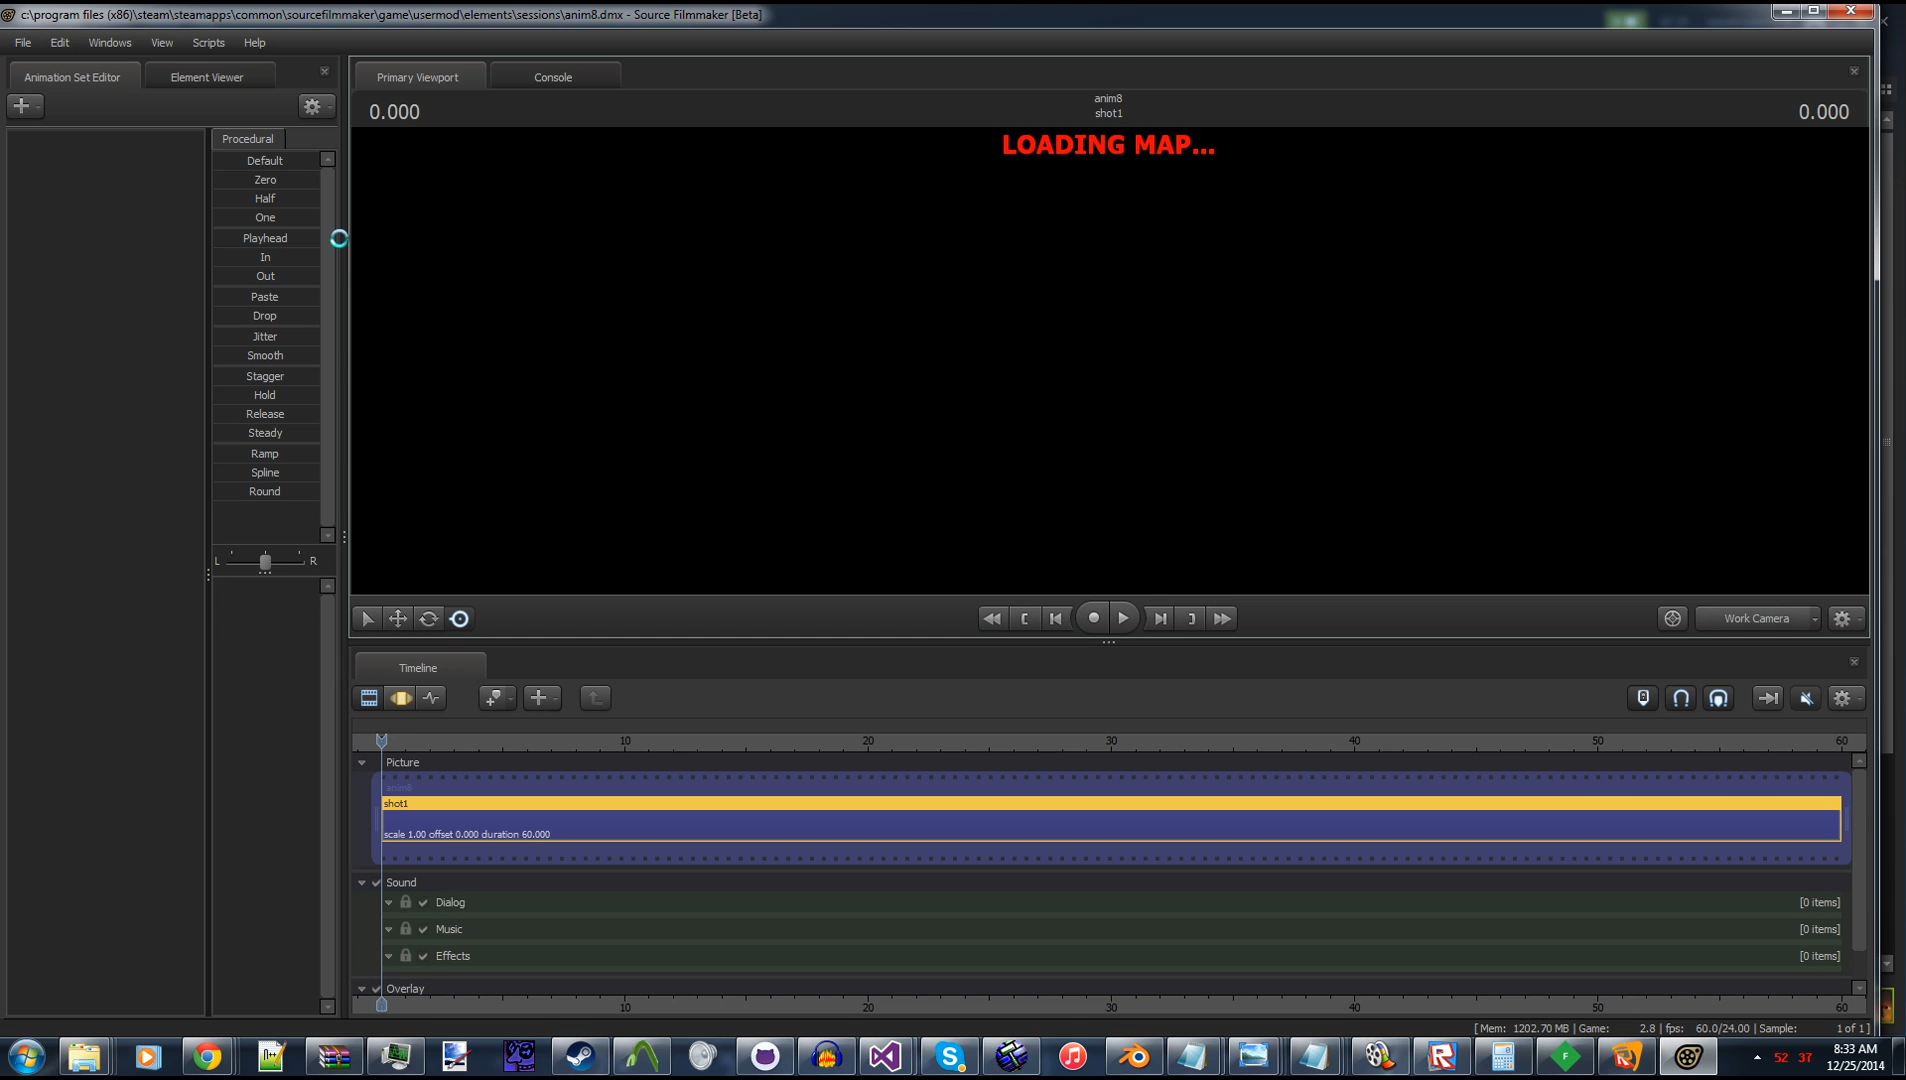 c:\program files (x86)\steam\steamapps\common\sourcefilmmaker\game\usermod\elements\sessions\anim8.dmx - Source Filmmaker [Beta]
File Edit Windows View Scripts Help
Animation Set Editor Element Viewer
Primary Viewport Console
0.000 anim8 0.000
shot1
LOADING MAP...
Procedural
Default
Zero
Half
One
Playhead
In
Out
Paste
Drop
Jitter
Smooth
Stagger
Hold
Release
Steady
Ramp
Spline
Round
L R
Work Camera
Timeline
10 20 30 40 50 60
Picture
anim8
shot1
scale 1.00 offset 0.000 duration 60.000
Sound
Dialog [0 items]
Music [0 items]
Effects [0 items]
Overlay
10 20 30 40 50 60
[ Mem: 1202.70 MB | Game: 2.8 | fps: 60.0/24.00 | Sample: 1 of 1 ]
52 37 8:33 AM
12/25/2014